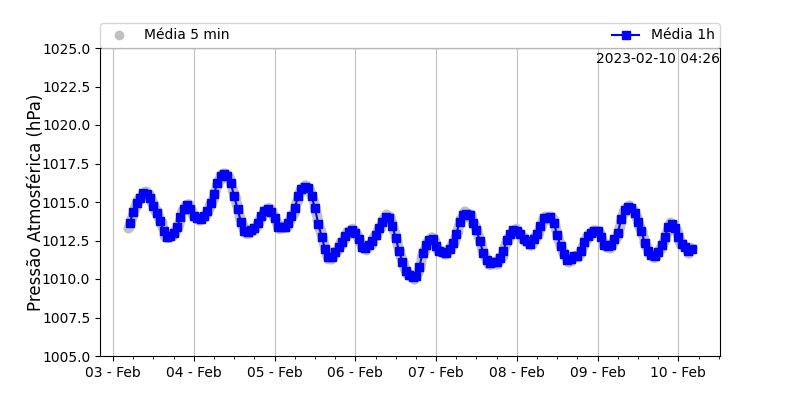 Média 5 min
Média 1h
2023-02-10 04:26
Pressão Atmosférica (hPa)
1025.0
1022.5
1020.0
1017.5
1015.0
1012.5
1010.0
1007.5
1005.0
03 - Feb
04 - Feb
05 - Feb
06 - Feb
07 - Feb
08 - Feb
09 - Feb
10 - Feb